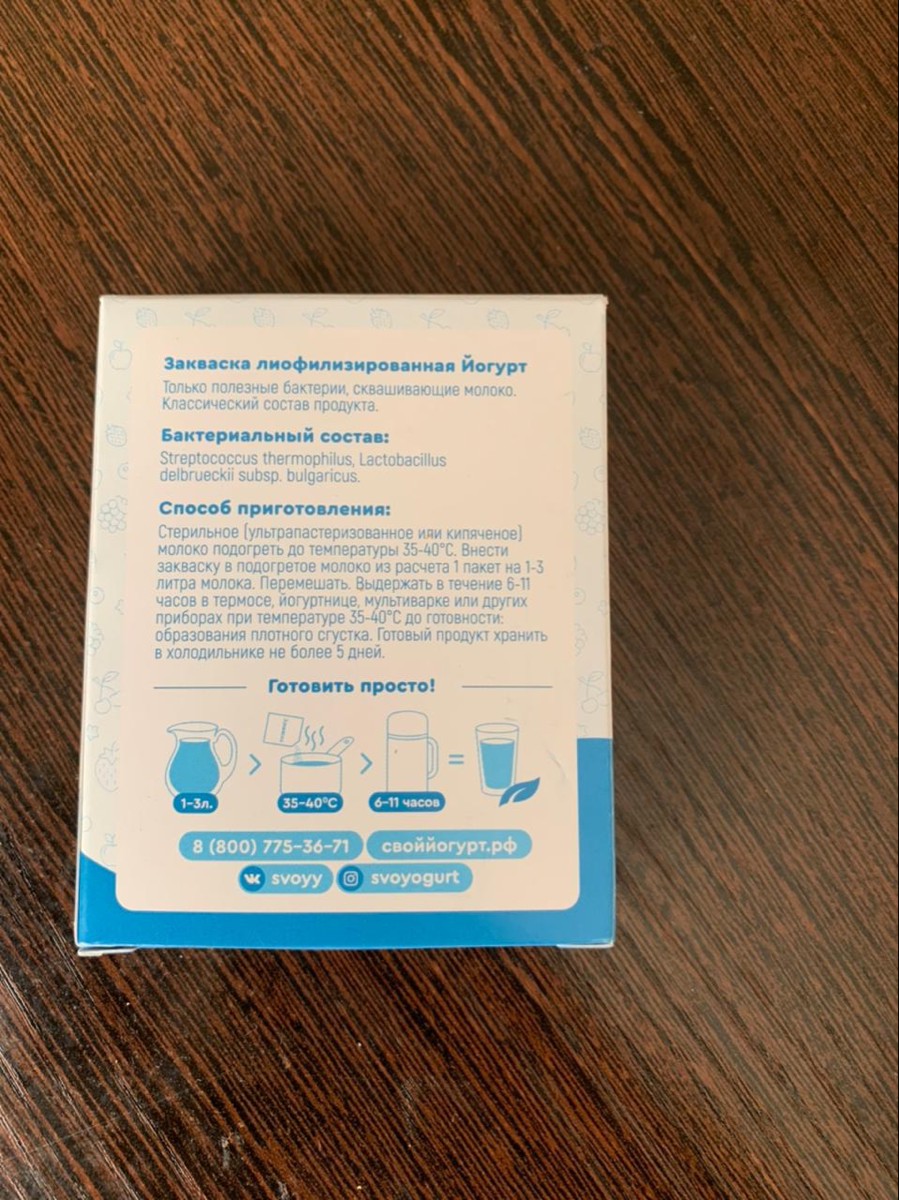 Закваска лиофилизированная Йогурт
Только полезные бактерии, сквашивающие молоко.
Классический состав продукта.
Бактериальный состав:
Streptococcus thermophilus, Lactobacillus
delbrueckii subsp. bulgaricus.
Способ приготовления:
Стерильное (ультрапастеризованное или кипяченое)
молоко подогреть до температуры 35-40°С. Внести
закваску в подогретое молоко из расчета 1 пакет на 1-3
литра молока. Перемешать. Выдержать в течение 6-11
часов в термосе, йогуртнице, мультиварке или других
приборах при температуре 35-40°С до готовности:
образования плотного сгустка. Готовый продукт хранить
в холодильнике не более 5 дней.
Готовить просто!
1-3л. 35-40°С 6-11 часов
8 (800) 775-36-71 своййогурт.рф
svoyy svoyogurt